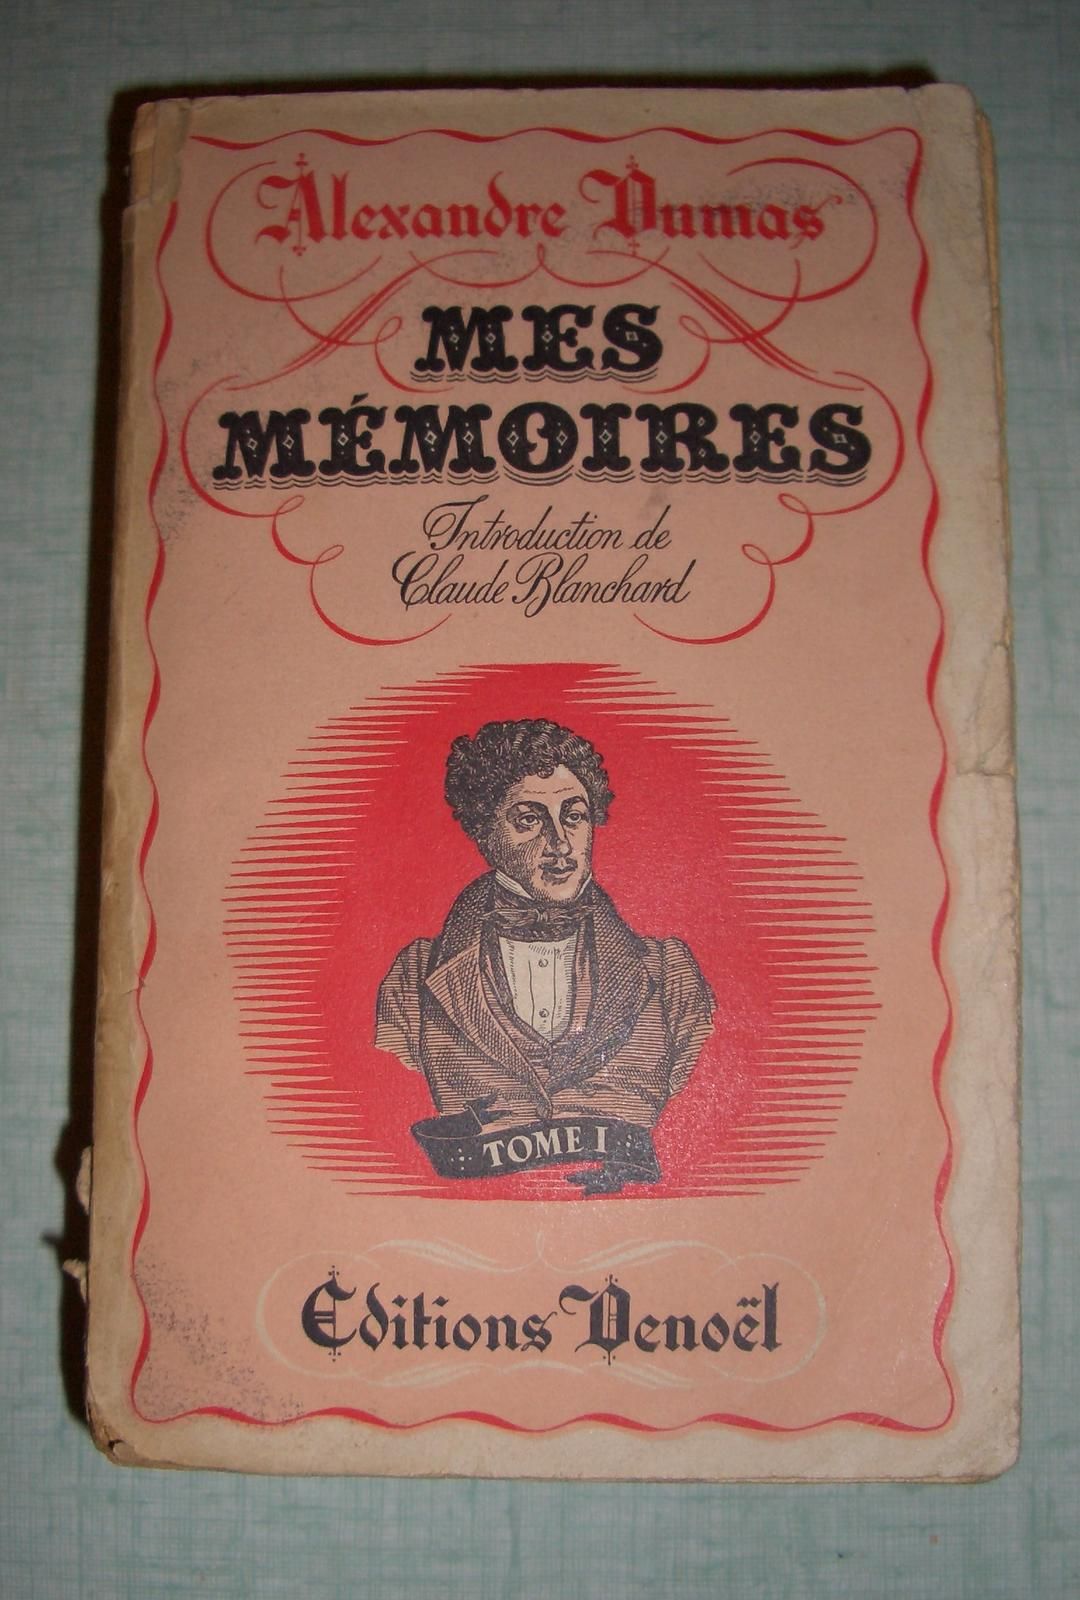 Alexandre Dumas
MES
MÉMOIRES
Introduction de
Claude Blanchard
TOME I
Editions Denoël